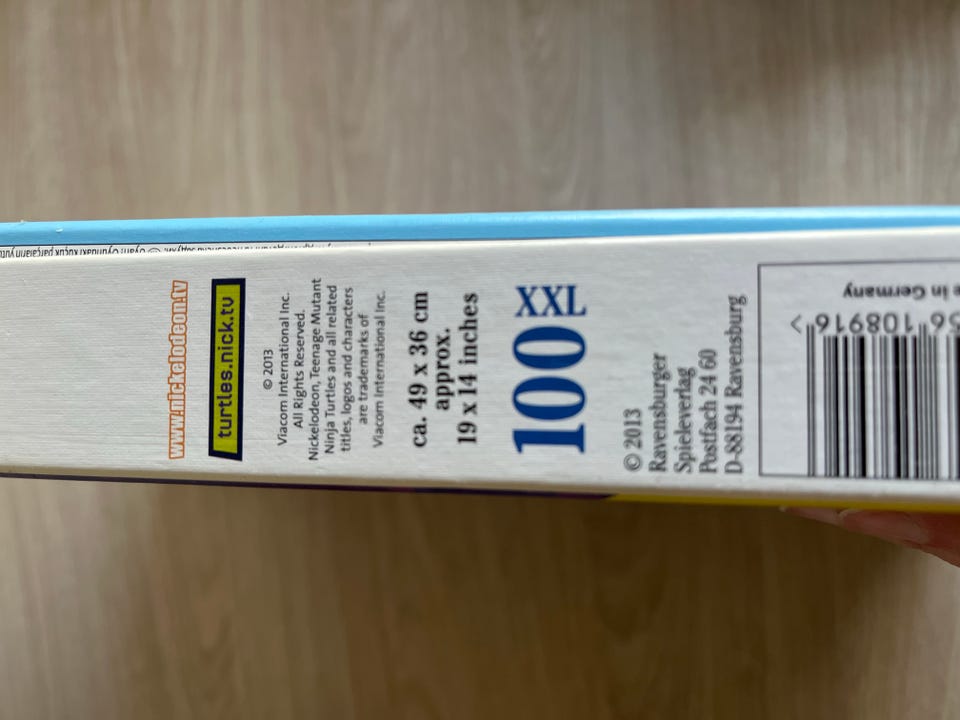 www.nickelodeon.tv
turtles.nick.tv
© 2013
Viacom International Inc.
All Rights Reserved.
Nickelodeon, Teenage Mutant
Ninja Turtles and all related
titles, logos and characters
are trademarks of
Viacom International Inc.
ca. 49 x 36 cm
approx.
19 x 14 inches
100 XXL
© 2013
Ravensburger
Spieleverlag
Postfach 24 60
D-88194 Ravensburg
in Germany
56 108916 >